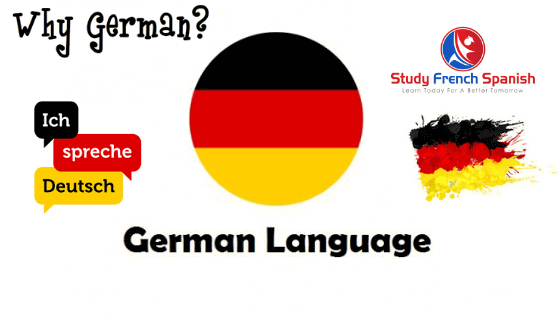 Why German?
Study French Spanish
Learn Today For A Better Tomorrow
Ich
spreche
Deutsch
German Language